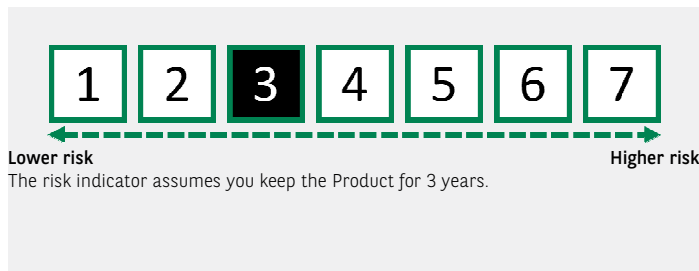 1 2 3 4 5 6 7
Lower risk Higher risk
The risk indicator assumes you keep the Product for 3 years.